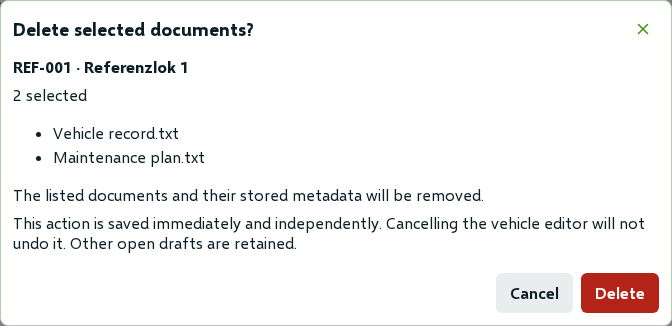 Delete selected documents?
REF-001 · Referenzlok 1
2 selected
• Vehicle record.txt
• Maintenance plan.txt
The listed documents and their stored metadata will be removed.
This action is saved immediately and independently. Cancelling the vehicle editor will not
undo it. Other open drafts are retained.
Cancel Delete